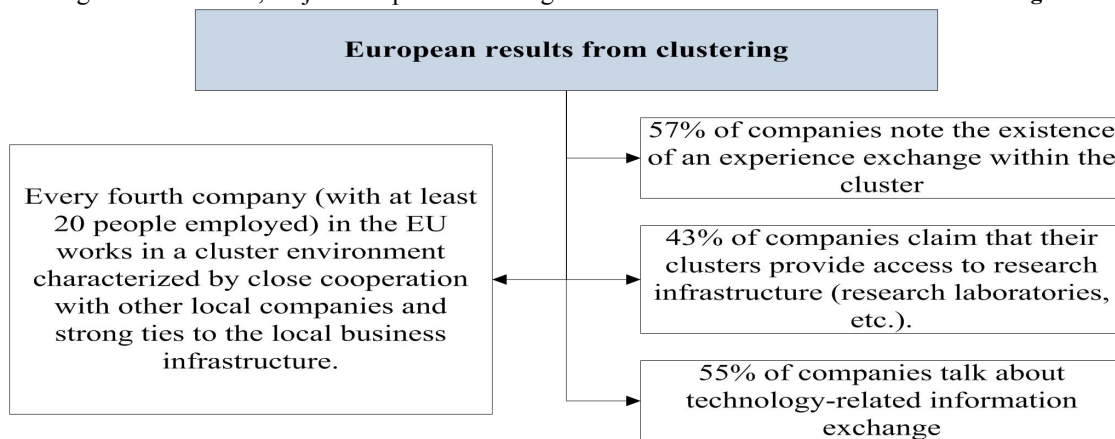 European results from clustering
57% of companies note the existence
of an experience exchange within the
cluster
Every fourth company (with at least
20 people employed) in the EU
works in a cluster environment
characterized by close cooperation
with other local companies and
strong ties to the local business
infrastructure.
43% of companies claim that their
clusters provide access to research
infrastructure (research laboratories,
etc.).
55% of companies talk about
technology-related information
exchange